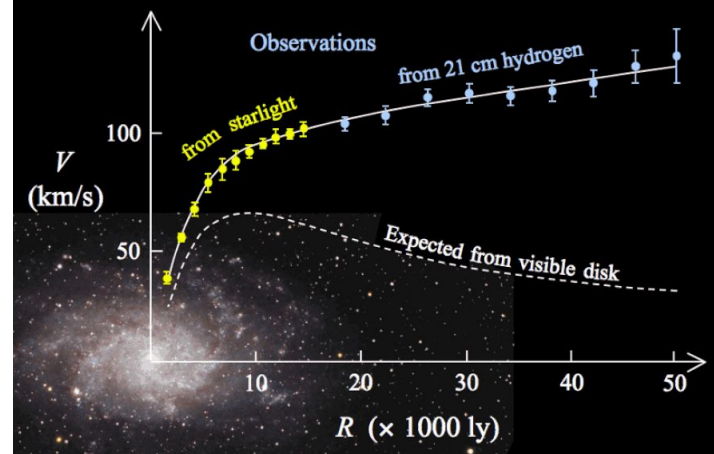 Observations
from 21 cm hydrogen
from starlight
100
V
(km/s)
50
Expected from visible disk
10
20
30
40
50
R (× 1000 ly)